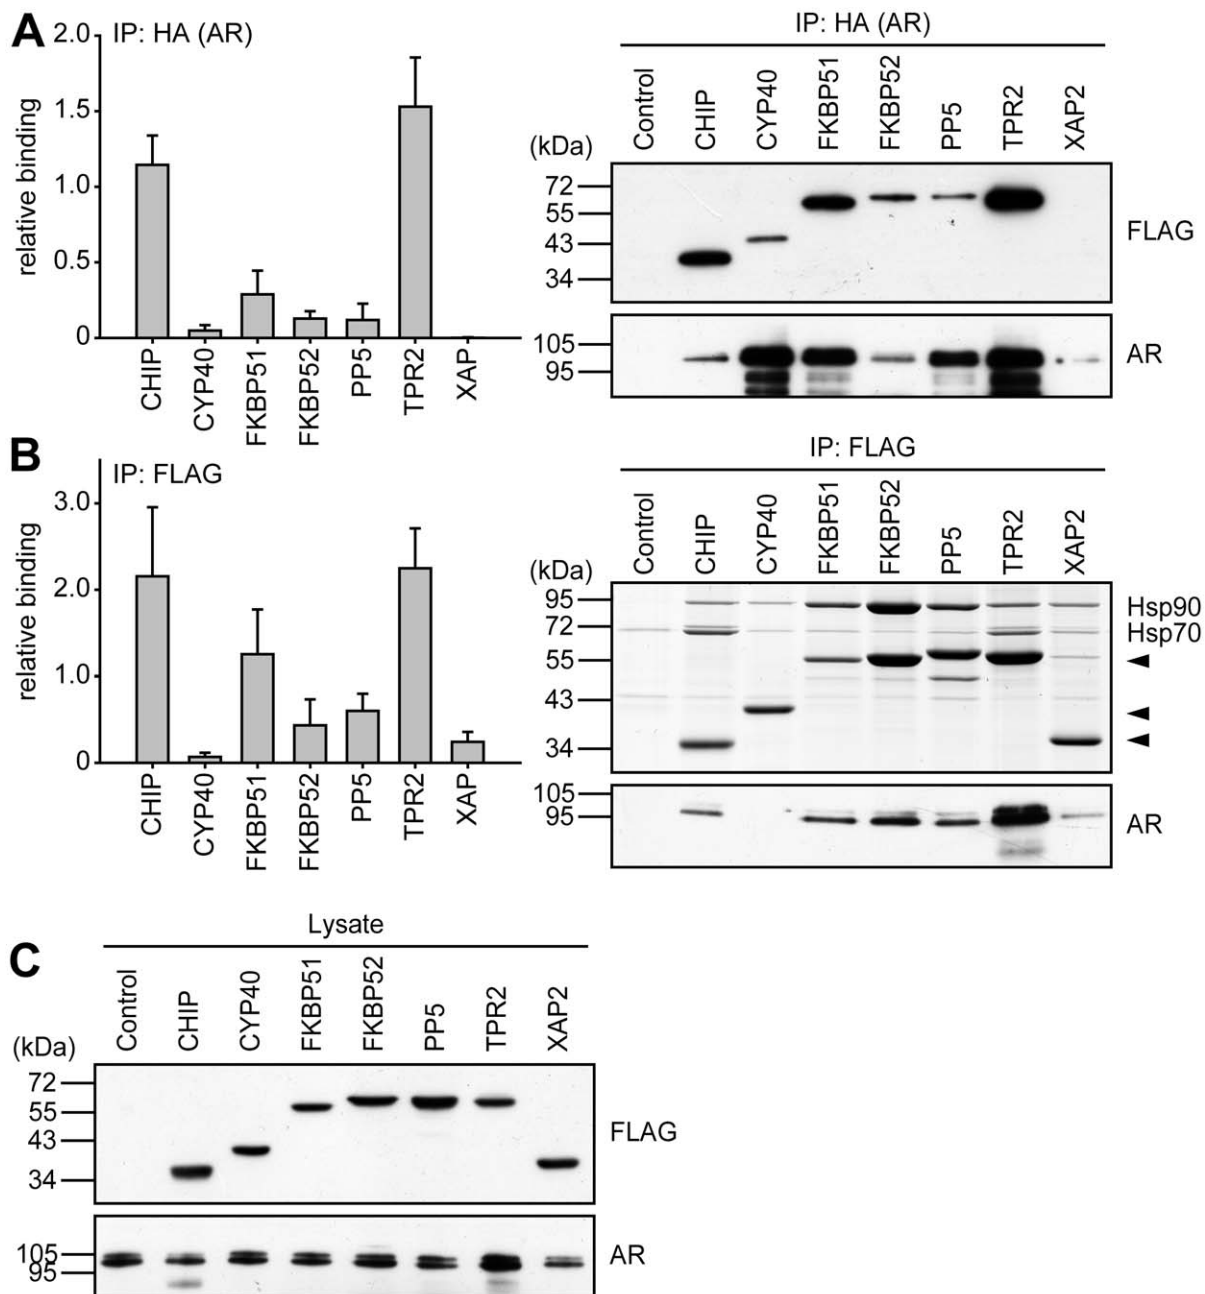 A
IP: HA (AR)
relative binding
2.0
1.5
1.0
0.5
0
CHIP
CYP40
FKBP51
FKBP52
PP5
TPR2
XAP
IP: HA (AR)
Control
CHIP
CYP40
FKBP51
FKBP52
PP5
TPR2
XAP2
(kDa)
72
55
43
34
FLAG
105
95
AR
B
IP: FLAG
relative binding
3.0
2.0
1.0
0
CHIP
CYP40
FKBP51
FKBP52
PP5
TPR2
XAP
IP: FLAG
Control
CHIP
CYP40
FKBP51
FKBP52
PP5
TPR2
XAP2
(kDa)
95
72
55
43
34
Hsp90
Hsp70
105
95
AR
C
Lysate
Control
CHIP
CYP40
FKBP51
FKBP52
PP5
TPR2
XAP2
(kDa)
72
55
43
34
FLAG
105
95
AR